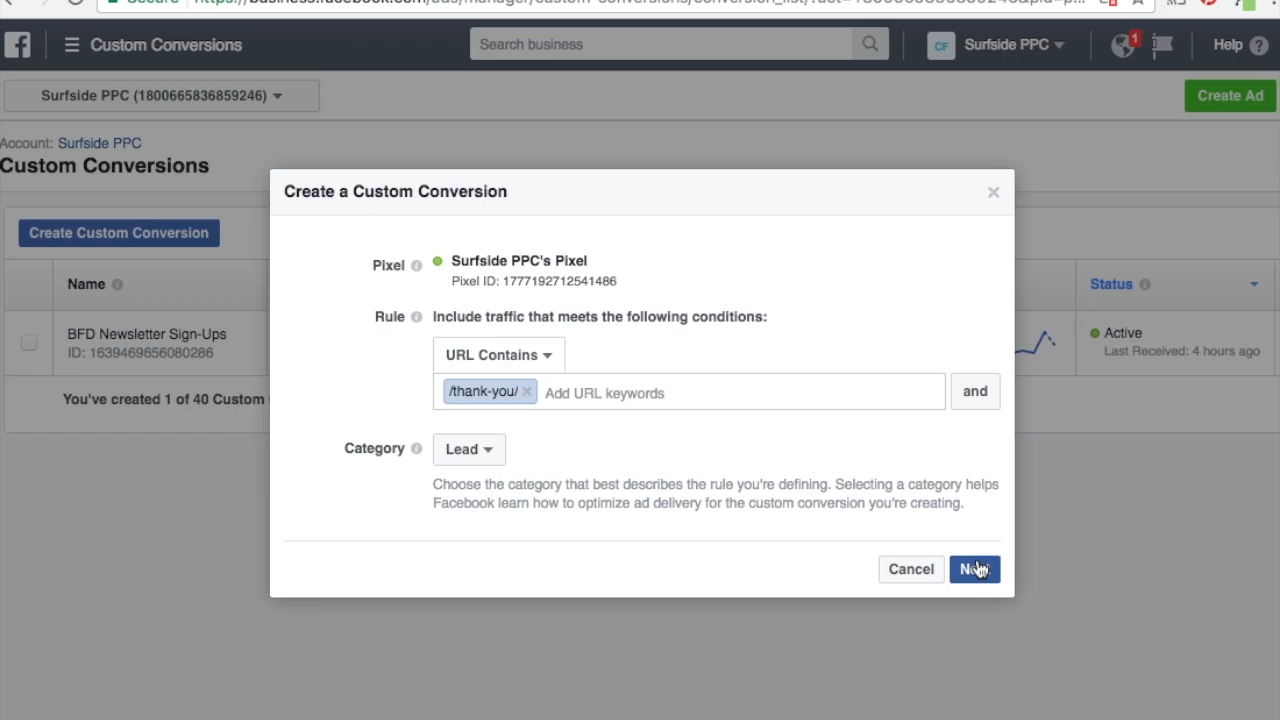 Secure
Custom Conversions
Search business
CF
Surfside PPC
1
Help
Surfside PPC (1800665836859246)
Create Ad
Account: Surfside PPC
Custom Conversions
Create a Custom Conversion
Create Custom Conversion
Pixel
Surfside PPC's Pixel
Pixel ID: 1777192712541486
Name
Status
Rule
Include traffic that meets the following conditions:
BFD Newsletter Sign-Ups
ID: 1639469656080286
URL Contains
Active
Last Received: 4 hours ago
/thank-you/
Add URL keywords
and
You've created 1 of 40 Custom
Category
Lead
Choose the category that best describes the rule you're defining. Selecting a category helps
Facebook learn how to optimize ad delivery for the custom conversion you're creating.
Cancel